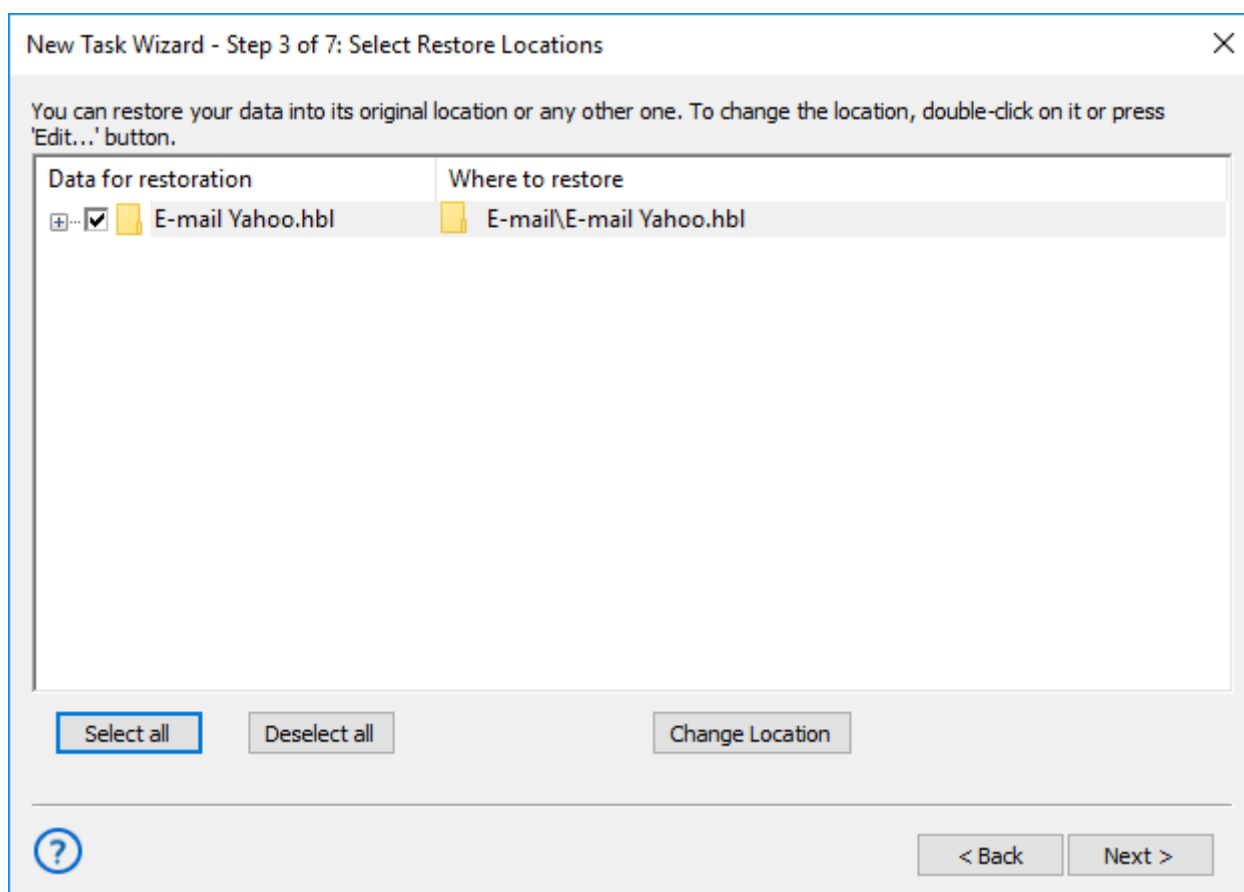 New Task Wizard - Step 3 of 7: Select Restore Locations
You can restore your data into its original location or any other one. To change the location, double-click on it or press
'Edit...' button.
Data for restoration Where to restore
E-mail Yahoo.hbl E-mail\E-mail Yahoo.hbl
Select all Deselect all Change Location
? < Back Next >